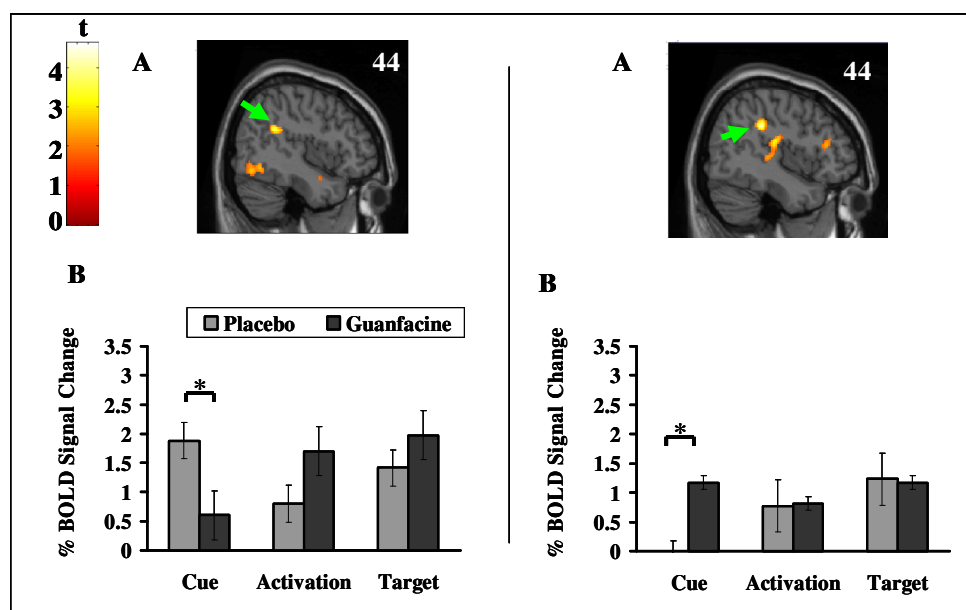 t
4
3
2
1
0
A
44
A
44
B
Placebo
Guanfacine
% BOLD Signal Change
3.5
3
2.5
2
1.5
1
0.5
0
*
Cue
Activation
Target
B
% BOLD Signal Change
3.5
3
2.5
2
1.5
1
0.5
0
*
Cue
Activation
Target